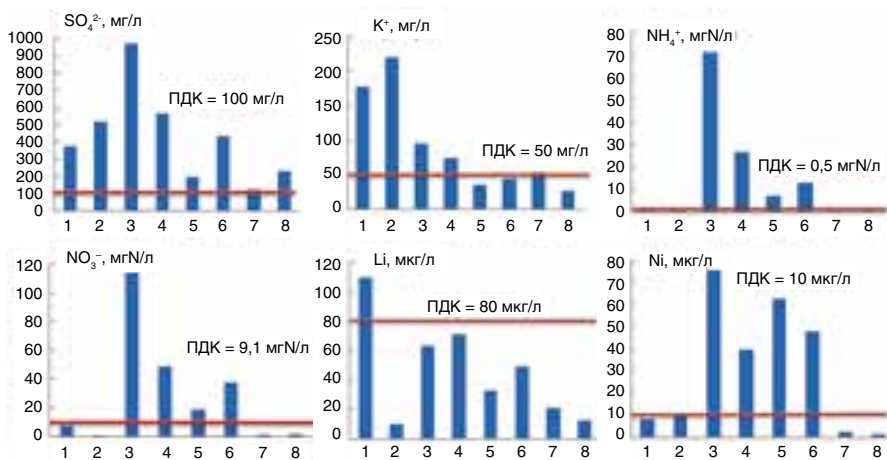 SO₄²⁻, мг/л
1000
900
800
700
600
500
400
300
200
100
0
ПДК = 100 мг/л
1 2 3 4 5 6 7 8
K⁺, мг/л
250
200
150
100
50
0
ПДК = 50 мг/л
1 2 3 4 5 6 7 8
NH₄⁺, мгN/л
80
70
60
50
40
30
20
10
0
ПДК = 0,5 мгN/л
1 2 3 4 5 6 7 8
NO₃⁻, мгN/л
120
100
80
60
40
20
0
ПДК = 9,1 мгN/л
1 2 3 4 5 6 7 8
Li, мкг/л
120
100
80
60
40
20
0
ПДК = 80 мкг/л
1 2 3 4 5 6 7 8
Ni, мкг/л
80
70
60
50
40
30
20
10
0
ПДК = 10 мкг/л
1 2 3 4 5 6 7 8